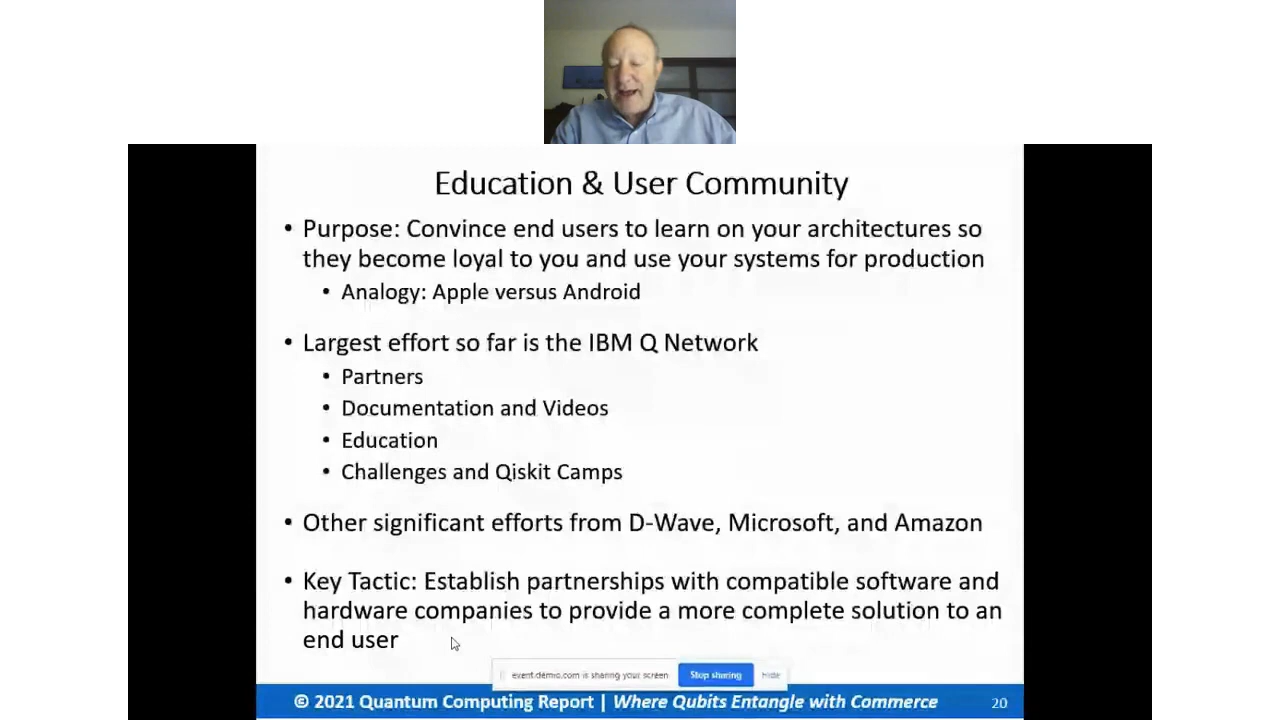 Education & User Community
• Purpose: Convince end users to learn on your architectures so
they become loyal to you and use your systems for production
• Analogy: Apple versus Android
• Largest effort so far is the IBM Q Network
• Partners
• Documentation and Videos
• Education
• Challenges and Qiskit Camps
• Other significant efforts from D-Wave, Microsoft, and Amazon
• Key Tactic: Establish partnerships with compatible software and
hardware companies to provide a more complete solution to an
end user
event.demio.com is sharing your screen Stop sharing Hide
© 2021 Quantum Computing Report | Where Qubits Entangle with Commerce 20